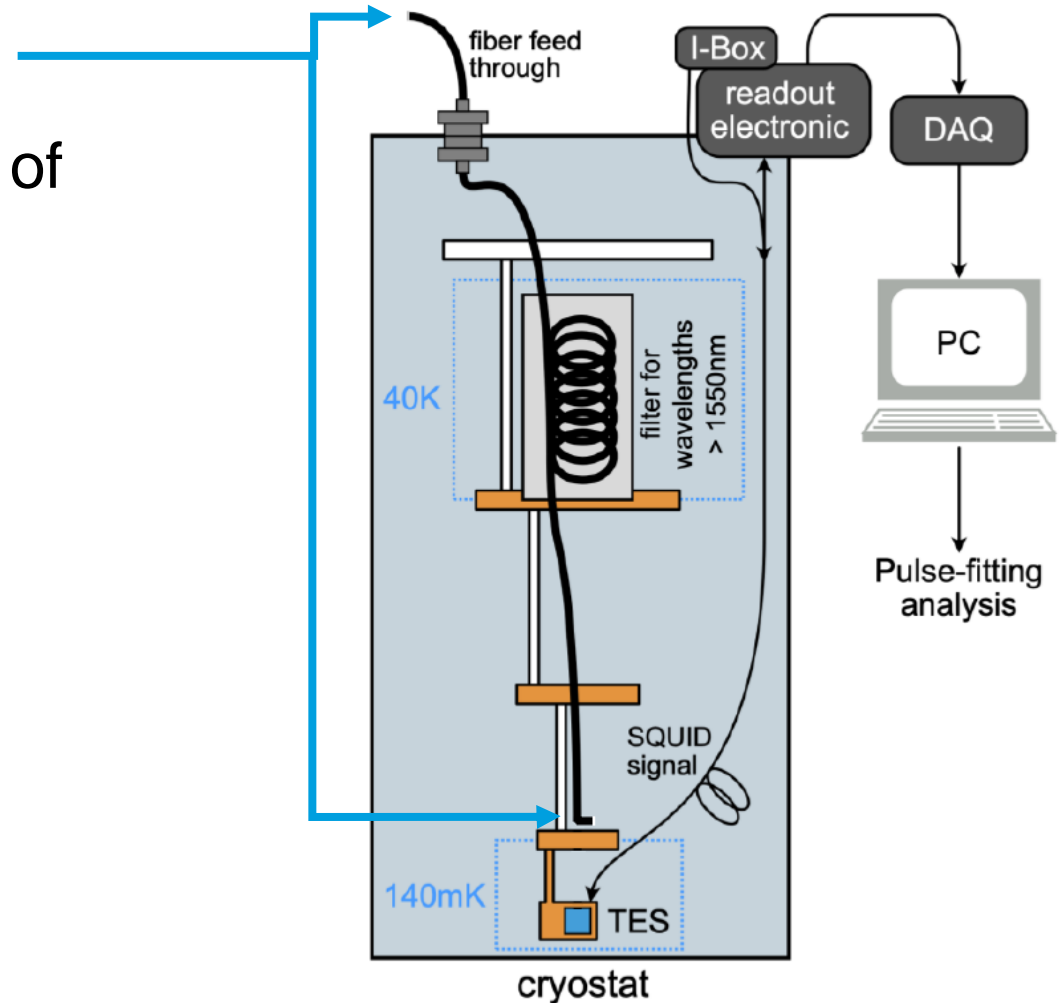 of
fiber feed
through
I-Box
readout
electronic
DAQ
PC
Pulse-fitting
analysis
40K
filter for
wavelengths
> 1550nm
SQUID
signal
140mK
TES
cryostat